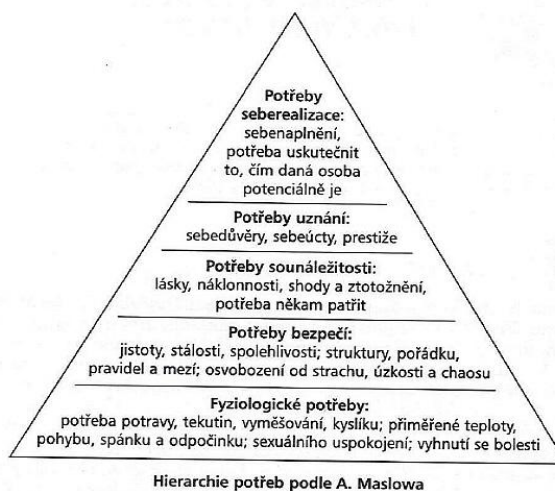 Potřeby
seberealizace:
sebenaplnění,
potřeba uskutečnit
to, čím daná osoba
potenciálně je
Potřeby uznání:
sebedůvěry, sebeúcty, prestiže
Potřeby sounáležitosti:
lásky, náklonnosti, shody a ztotožnění,
potřeba někam patřit
Potřeby bezpečí:
jistoty, stálosti, spolehlivosti; struktury, pořádku,
pravidel a mezí; osvobození od strachu, úzkosti a chaosu
Fyziologické potřeby:
potřeba potravy, tekutin, vyměšování, kyslíku; přiměřené teploty,
pohybu, spánku a odpočinku; sexuálního uspokojení; vyhnutí se bolesti
Hierarchie potřeb podle A. Maslowa